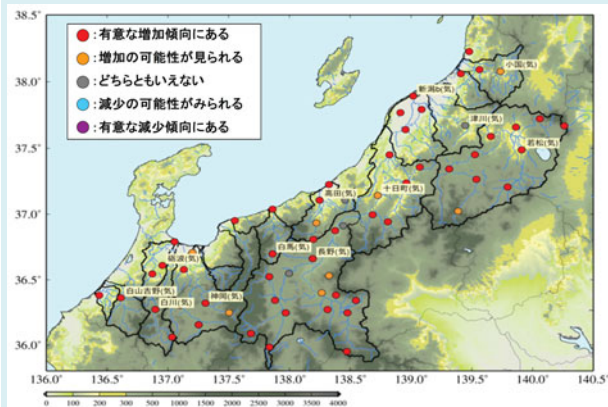 38.5°
38.0°
37.5°
37.0°
36.5°
36.0°
:有意な増加傾向にある
:増加の可能性が見られる
:どちらともいえない
:減少の可能性がみられる
:有意な減少傾向にある
小国(気)
新潟b(気)
津川(気)
若松(気)
高田(気)
十日町(気)
白馬(気)
長野(気)
砺波(気)
白山吉野(気)
白川(気)
神岡(気)
136.0° 136.5° 137.0° 137.5° 138.0° 138.5° 139.0° 139.5° 140.0° 140.5°
0 100 200 500 1000 1500 2000 2500 3000 3500 4000